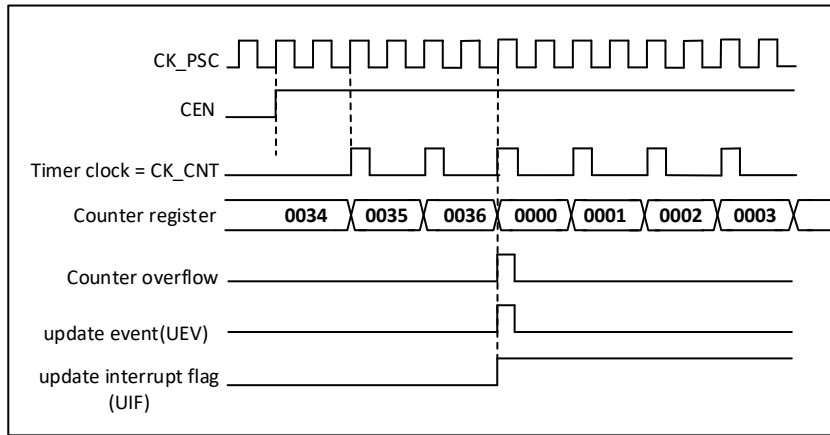 CK_PSC
CEN
Timer clock = CK_CNT
Counter register 0034 0035 0036 0000 0001 0002 0003
Counter overflow
update event(UEV)
update interrupt flag
(UIF)